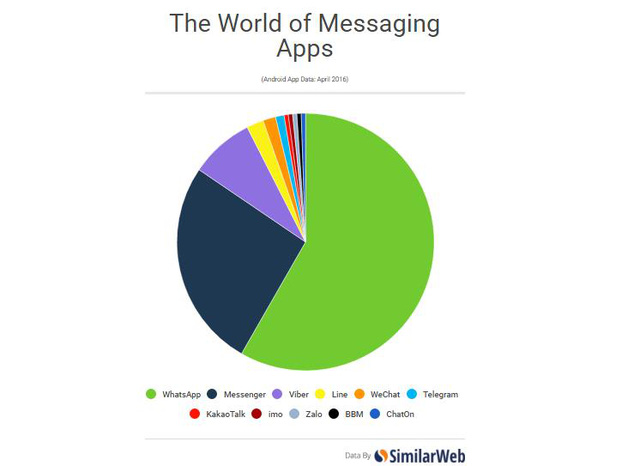 The World of Messaging
Apps
(Android App Data: April 2016)
WhatsApp Messenger Viber Line WeChat Telegram
KakaoTalk imo Zalo BBM ChatOn
Data By SimilarWeb